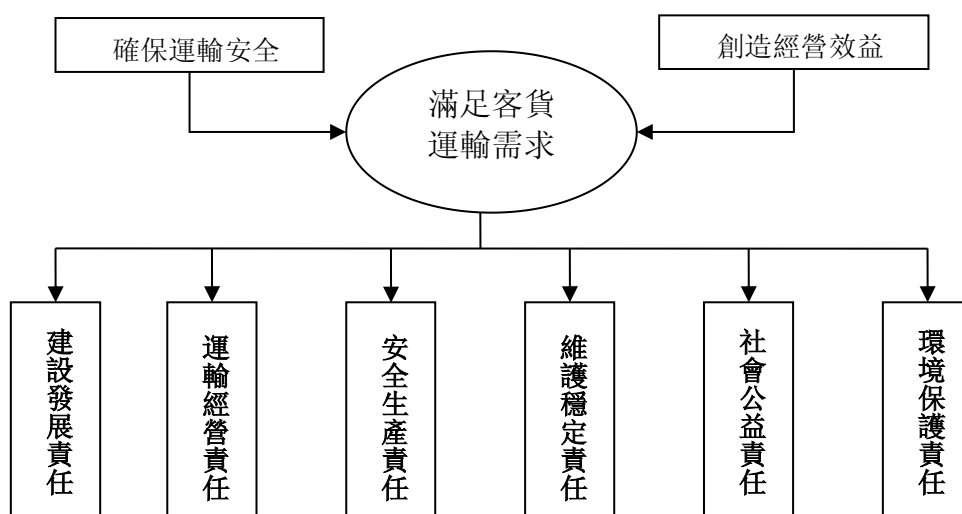 確保運輸安全
創造經營效益
滿足客貨
運輸需求
建設發展責任
運輸經營責任
安全生產責任
維護穩定責任
社會公益責任
環境保護責任